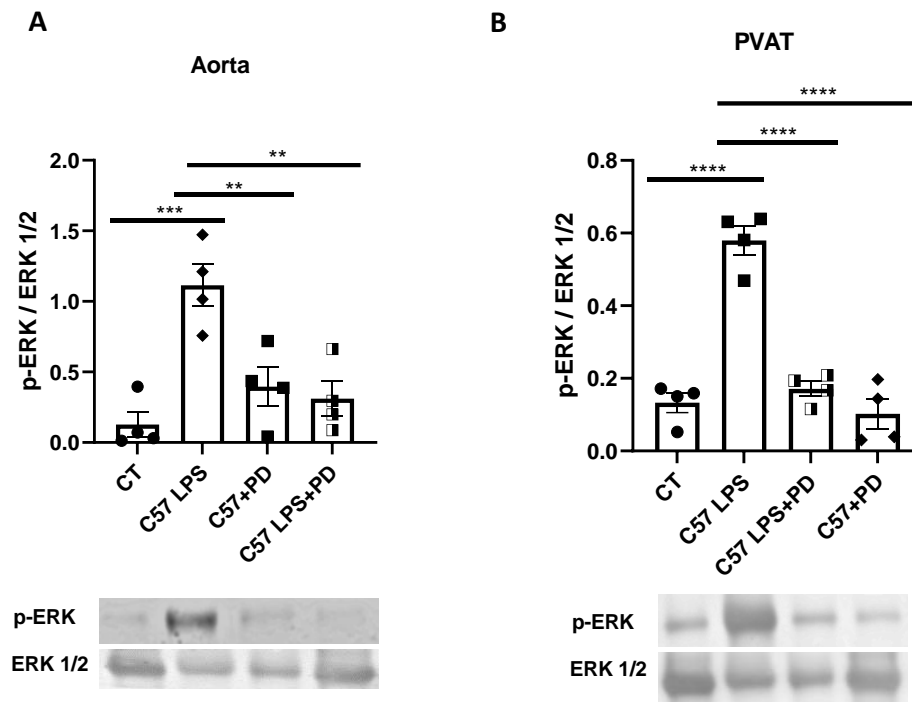 A
Aorta
**
**
***
2.0
1.5
1.0
0.5
0.0
p-ERK / ERK 1/2
CT
C57 LPS
C57+PD
C57 LPS+PD
p-ERK
ERK 1/2
B
PVAT
****
****
****
0.8
0.6
0.4
0.2
0.0
p-ERK / ERK 1/2
CT
C57 LPS
C57 LPS+PD
C57+PD
p-ERK
ERK 1/2